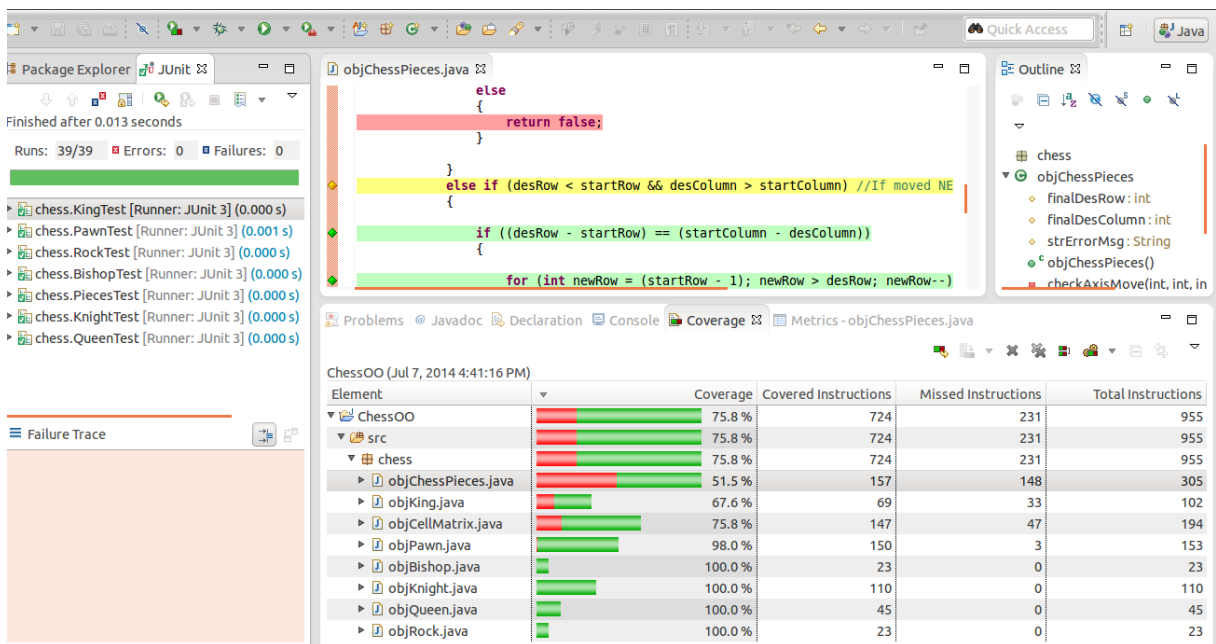 Quick Access
Java
Package Explorer JUnit
Finished after 0.013 seconds
Runs: 39/39 Errors: 0 Failures: 0
chess.KingTest [Runner: JUnit 3] (0.000 s)
chess.PawnTest [Runner: JUnit 3] (0.001 s)
chess.RockTest [Runner: JUnit 3] (0.000 s)
chess.BishopTest [Runner: JUnit 3] (0.000 s)
chess.PiecesTest [Runner: JUnit 3] (0.000 s)
chess.KnightTest [Runner: JUnit 3] (0.000 s)
chess.QueenTest [Runner: JUnit 3] (0.000 s)
Failure Trace
objChessPieces.java
else
{
return false;
}
}
else if (desRow < startRow && desColumn > startColumn) //If moved NE
{
if ((desRow - startRow) == (startColumn - desColumn))
{
for (int newRow = (startRow - 1); newRow > desRow; newRow--)
Outline
chess
objChessPieces
finalDesRow : int
finalDesColumn : int
strErrorMsg : String
objChessPieces()
checkAxisMove(int, int, in
Problems Javadoc Declaration Console Coverage Metrics - objChessPieces.java
ChessOO (Jul 7, 2014 4:41:16 PM)
Element Coverage Covered Instructions Missed Instructions Total Instructions
ChessOO 75.8 % 724 231 955
src 75.8 % 724 231 955
chess 75.8 % 724 231 955
objChessPieces.java 51.5 % 157 148 305
objKing.java 67.6 % 69 33 102
objCellMatrix.java 75.8 % 147 47 194
objPawn.java 98.0 % 150 3 153
objBishop.java 100.0 % 23 0 23
objKnight.java 100.0 % 110 0 110
objQueen.java 100.0 % 45 0 45
objRock.java 100.0 % 23 0 23